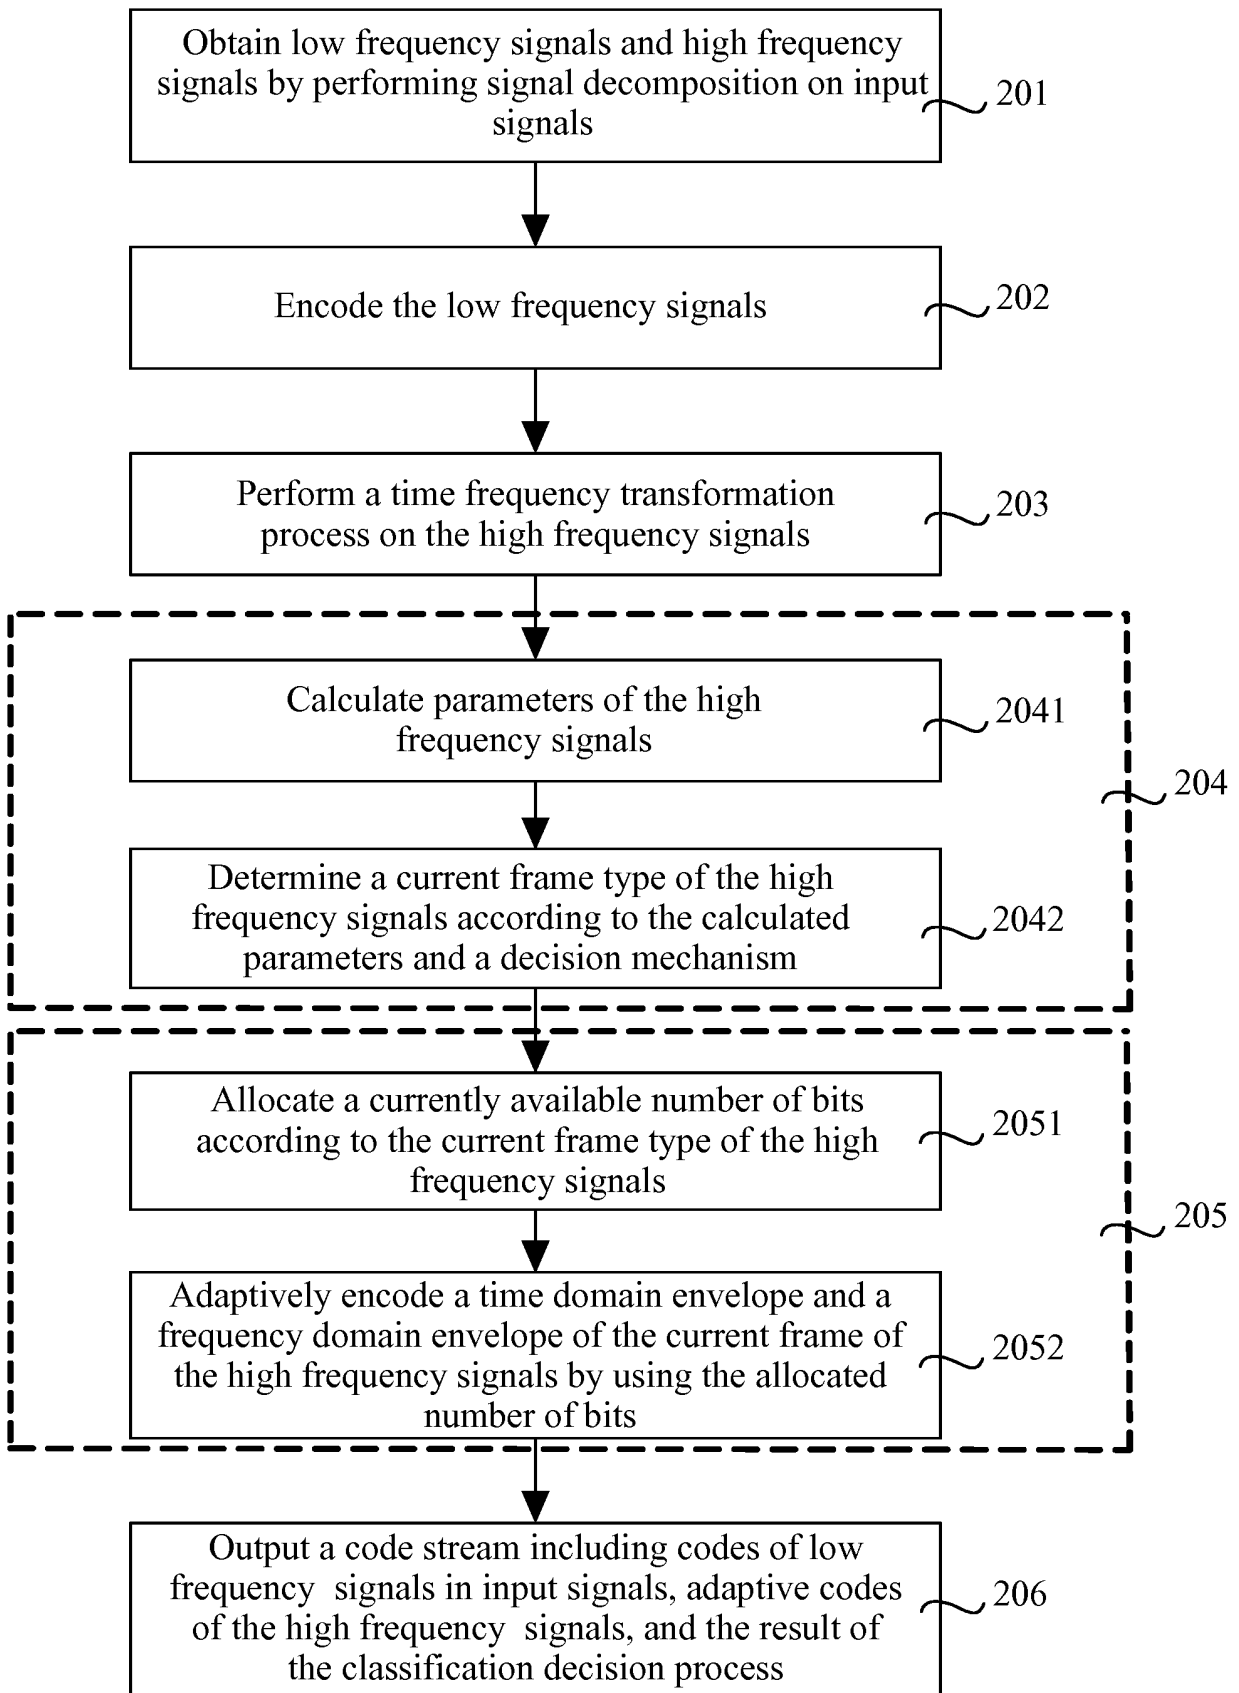 Obtain low frequency signals and high frequency
signals by performing signal decomposition on input
signals
201
Encode the low frequency signals
202
Perform a time frequency transformation
process on the high frequency signals
203
Calculate parameters of the high
frequency signals
2041
204
Determine a current frame type of the high
frequency signals according to the calculated
parameters and a decision mechanism
2042
Allocate a currently available number of bits
according to the current frame type of the high
frequency signals
2051
205
Adaptively encode a time domain envelope and a
frequency domain envelope of the current frame of
the high frequency signals by using the allocated
number of bits
2052
Output a code stream including codes of low
frequency signals in input signals, adaptive codes
of the high frequency signals, and the result of
the classification decision process
206